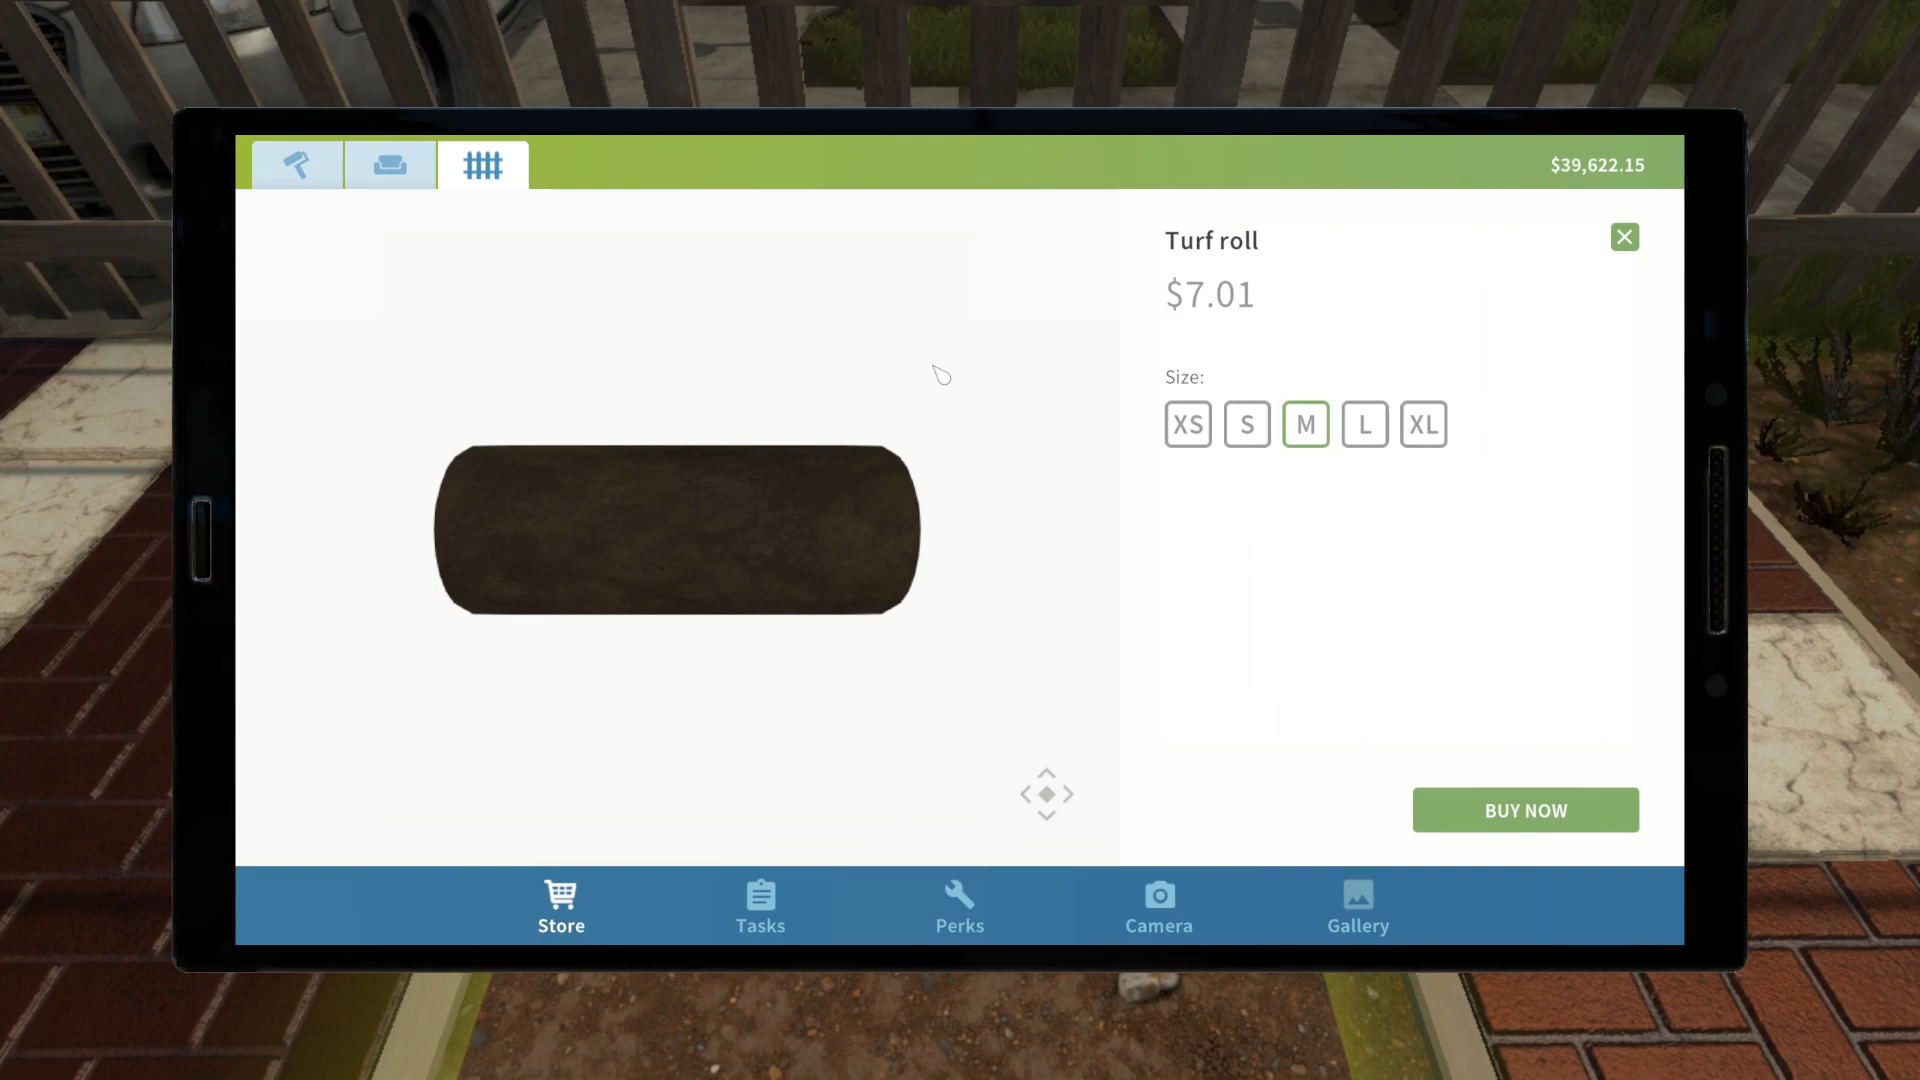 $39,622.15
Turf roll
$7.01
Size:
XS S M L XL
BUY NOW
Store Tasks Perks Camera Gallery